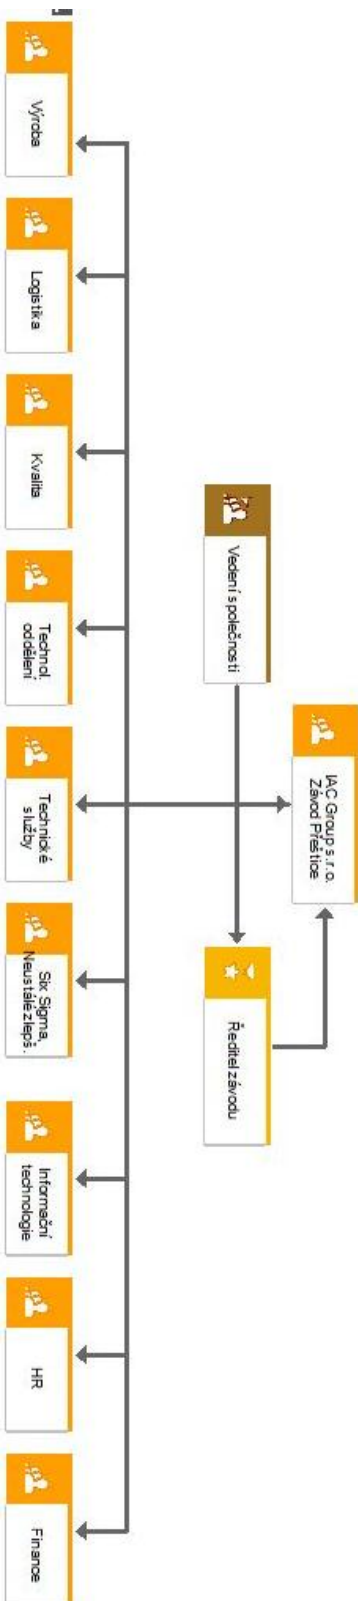 IAC Group s.r.o.
Závod Přeštice
Vedení společnosti
Ředitel závodu
Výroba
Logistika
Kvalita
Technol.
oddělení
Technické
služby
Six Sigma,
Neustálé zlepš.
Informační
technologie
HR
Finance